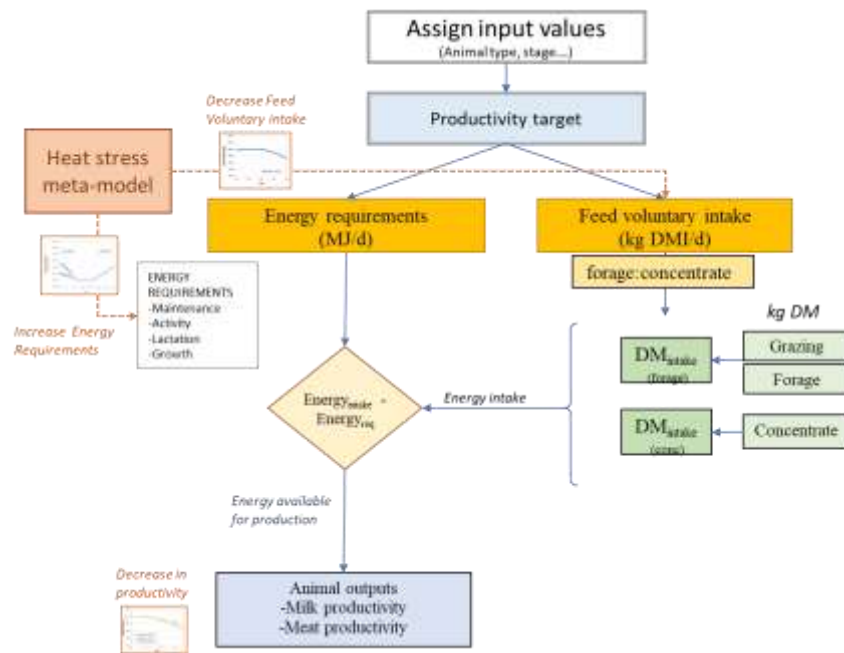 Assign input values
(Animal type, stage...)
Decrease Feed
Voluntary intake
Productivity target
Heat stress
meta-model
Energy requirements
(MJ/d)
Feed voluntary intake
(kg DMI/d)
forage:concentrate
ENERGY
REQUIREMENTS
-Maintenance
-Activity
-Lactation
-Growth
Increase Energy
Requirements
kg DM
DMintake
(forage)
Grazing
Forage
Energyintake -
Energyreq
Energy intake
DMintake
(conc)
Concentrate
Energy available
for production
Decrease in
productivity
Animal outputs
-Milk productivity
-Meat productivity